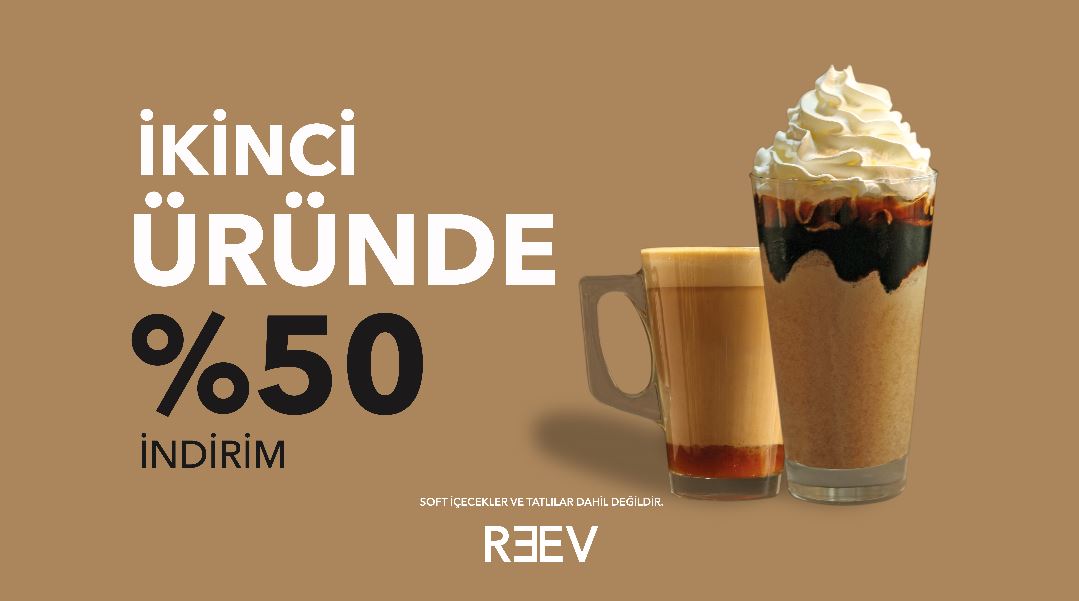 İKİNCİ
ÜRÜNDE
%50
İNDİRİM
SOFT İÇECEKLER VE TATLILAR DAHİL DEĞİLDİR.
REEV